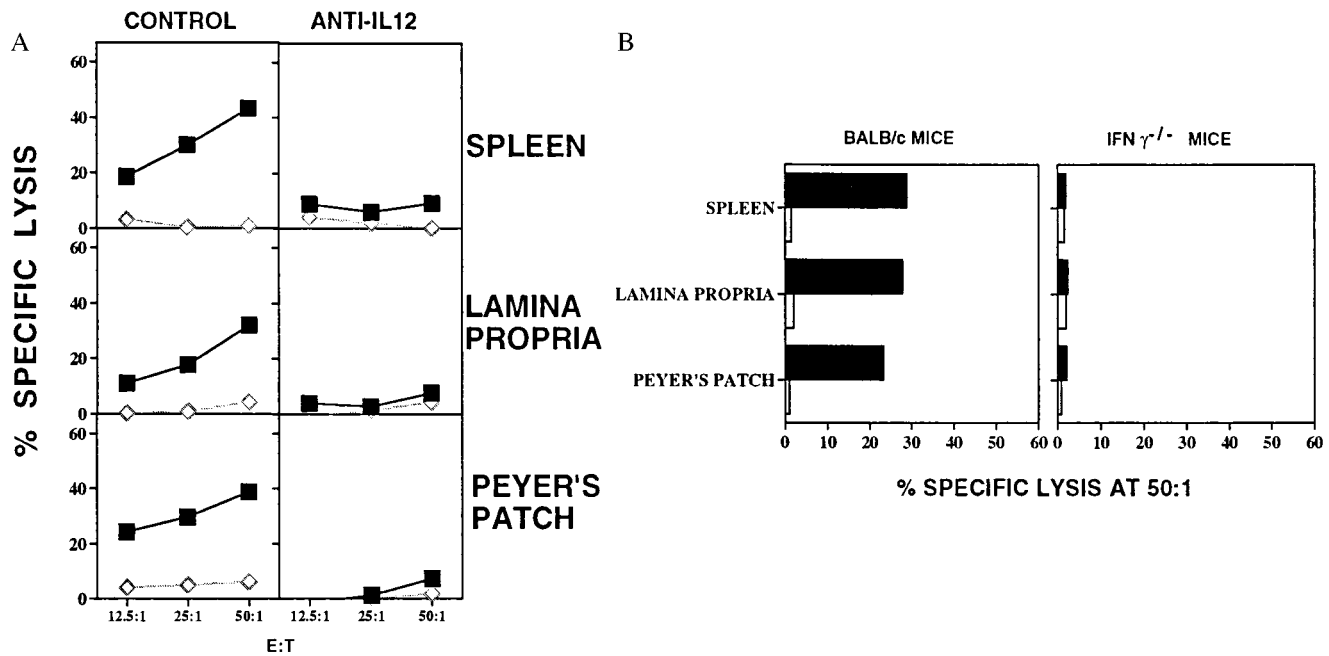 A
CONTROL
ANTI-IL12
% SPECIFIC LYSIS
60
40
20
0
SPLEEN
60
40
20
0
LAMINA
PROPRIA
60
40
20
0
PEYER'S
PATCH
12.5:1 25:1 50:1 12.5:1 25:1 50:1
E:T
B
BALB/c MICE
IFN γ-/- MICE
SPLEEN
LAMINA PROPRIA
PEYER'S PATCH
0 10 20 30 40 50 60 0 10 20 30 40 50 60
% SPECIFIC LYSIS AT 50:1